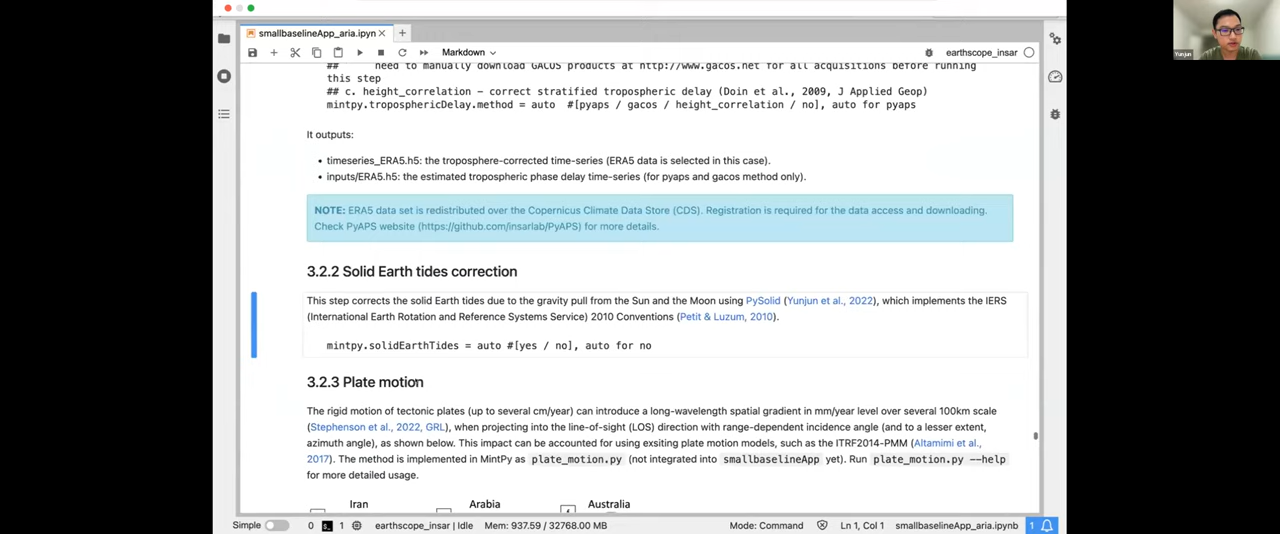 smallbaselineApp_aria.ipyn
Markdown
earthscope_insar
Yunjun
## need to manually download GACOS products at http://www.gacos.net for all acquisitions before running
this step
## c. height_correlation - correct stratified tropospheric delay (Doin et al., 2009, J Applied Geop)
mintpy.troposphericDelay.method = auto #[pyaps / gacos / height_correlation / no], auto for pyaps
It outputs:
• timeseries_ERA5.h5: the troposphere-corrected time-series (ERA5 data is selected in this case).
• inputs/ERA5.h5: the estimated tropospheric phase delay time-series (for pyaps and gacos method only).
NOTE: ERA5 data set is redistributed over the Copernicus Climate Data Store (CDS). Registration is required for the data access and downloading.
Check PyAPS website (https://github.com/insarlab/PyAPS) for more details.
3.2.2 Solid Earth tides correction
This step corrects the solid Earth tides due to the gravity pull from the Sun and the Moon using PySolid (Yunjun et al., 2022), which implements the IERS
(International Earth Rotation and Reference Systems Service) 2010 Conventions (Petit & Luzum, 2010).
mintpy.solidEarthTides = auto #[yes / no], auto for no
3.2.3 Plate motion
The rigid motion of tectonic plates (up to several cm/year) can introduce a long-wavelength spatial gradient in mm/year level over several 100km scale
(Stephenson et al., 2022, GRL), when projecting into the line-of-sight (LOS) direction with range-dependent incidence angle (and to a lesser extent,
azimuth angle), as shown below. This impact can be accounted for using exsiting plate motion models, such as the ITRF2014-PMM (Altamimi et al.,
2017). The method is implemented in MintPy as plate_motion.py (not integrated into smallbaselineApp yet). Run plate_motion.py --help
for more detailed usage.
Iran Arabia Australia
Simple 0 1 earthscope_insar | Idle Mem: 937.59 / 32768.00 MB Mode: Command Ln 1, Col 1 smallbaselineApp_aria.ipynb 1